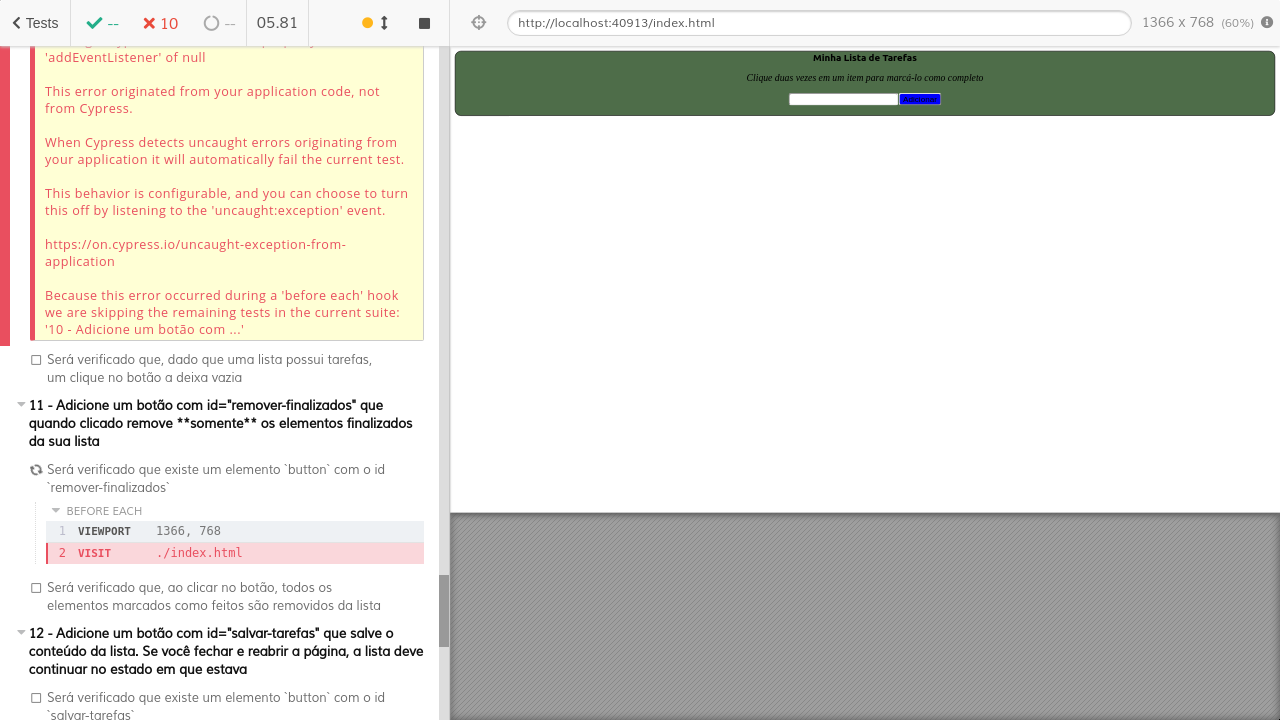 Tests
--
10
--
05.81
http://localhost:40913/index.html
1366 x 768 (60%)
'addEventListener' of null
This error originated from your application code, not
from Cypress.
When Cypress detects uncaught errors originating from
your application it will automatically fail the current test.
This behavior is configurable, and you can choose to turn
this off by listening to the 'uncaught:exception' event.
https://on.cypress.io/uncaught-exception-from-
application
Because this error occurred during a 'before each' hook
we are skipping the remaining tests in the current suite:
'10 - Adicione um botão com ...'
Será verificado que, dado que uma lista possui tarefas,
um clique no botão a deixa vazia
11 - Adicione um botão com id="remover-finalizados" que
quando clicado remove **somente** os elementos finalizados
da sua lista
Será verificado que existe um elemento `button` com o id
`remover-finalizados`
BEFORE EACH
1 VIEWPORT 1366, 768
2 VISIT ./index.html
Será verificado que, ao clicar no botão, todos os
elementos marcados como feitos são removidos da lista
12 - Adicione um botão com id="salvar-tarefas" que salve o
conteúdo da lista. Se você fechar e reabrir a página, a lista deve
continuar no estado em que estava
Será verificado que existe um elemento `button` com o id
`salvar-tarefas`
Minha Lista de Tarefas
Clique duas vezes em um item para marcá-lo como completo